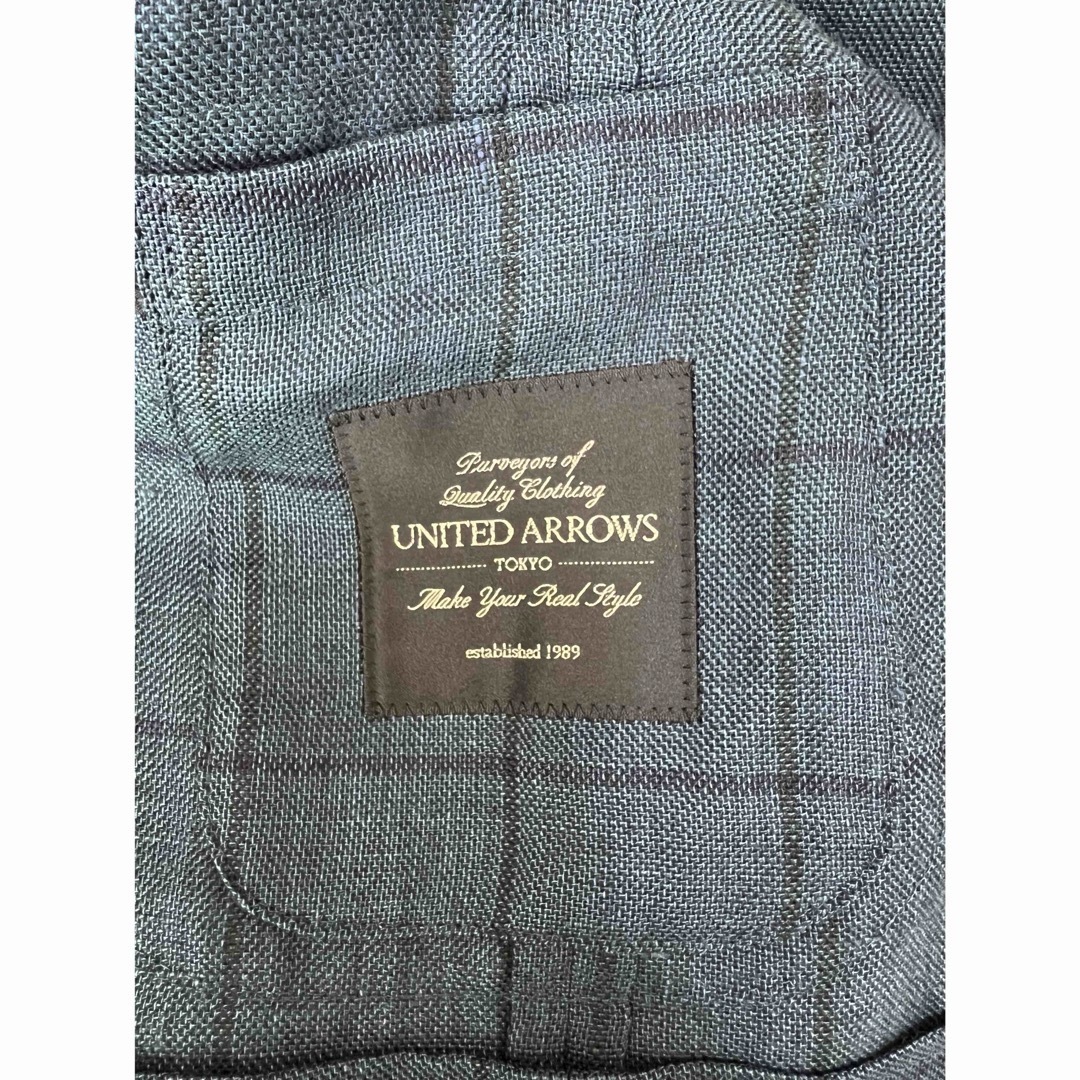 Purveyors of
Quality Clothing
UNITED ARROWS
TOKYO
Make Your Real Style
established 1989